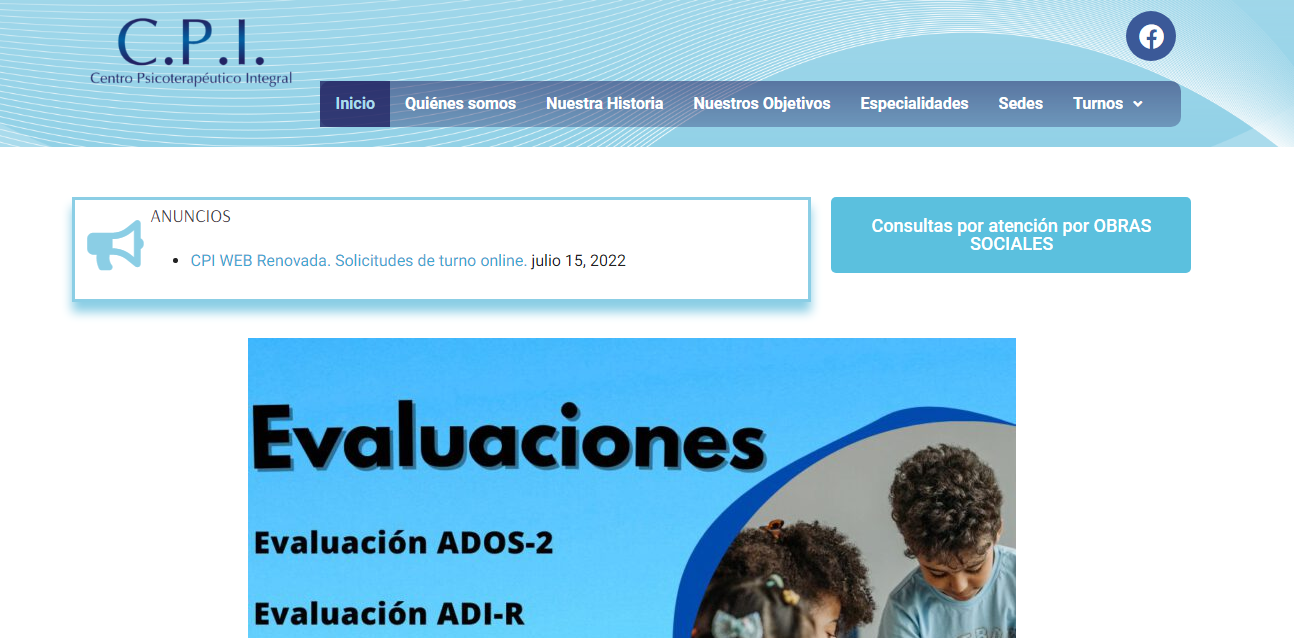 C.P.I.
Centro Psicoterapéutico Integral
Inicio Quiénes somos Nuestra Historia Nuestros Objetivos Especialidades Sedes Turnos
ANUNCIOS
CPI WEB Renovada. Solicitudes de turno online. julio 15, 2022
Consultas por atención por OBRAS
SOCIALES
Evaluaciones
Evaluación ADOS-2
Evaluación ADI-R